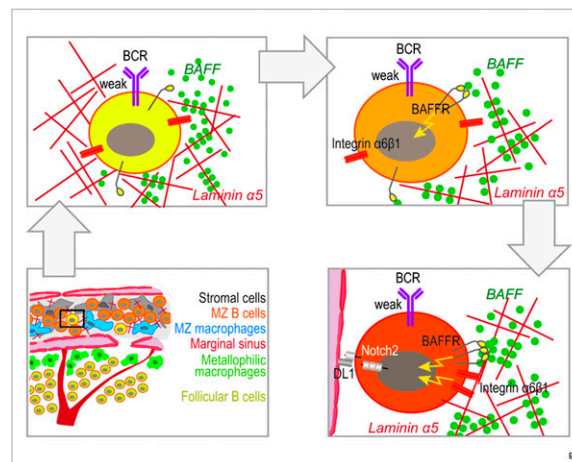 BCR
weak
BAFF
Laminin α5
BCR
weak
BAFF
BAFFR
Integrin α6β1
Laminin α5
Stromal cells
MZ B cells
MZ macrophages
Marginal sinus
Metallophilic
macrophages
Follicular B cells
BCR
weak
BAFF
BAFFR
Notch2
DL1
Integrin α6β1
Laminin α5